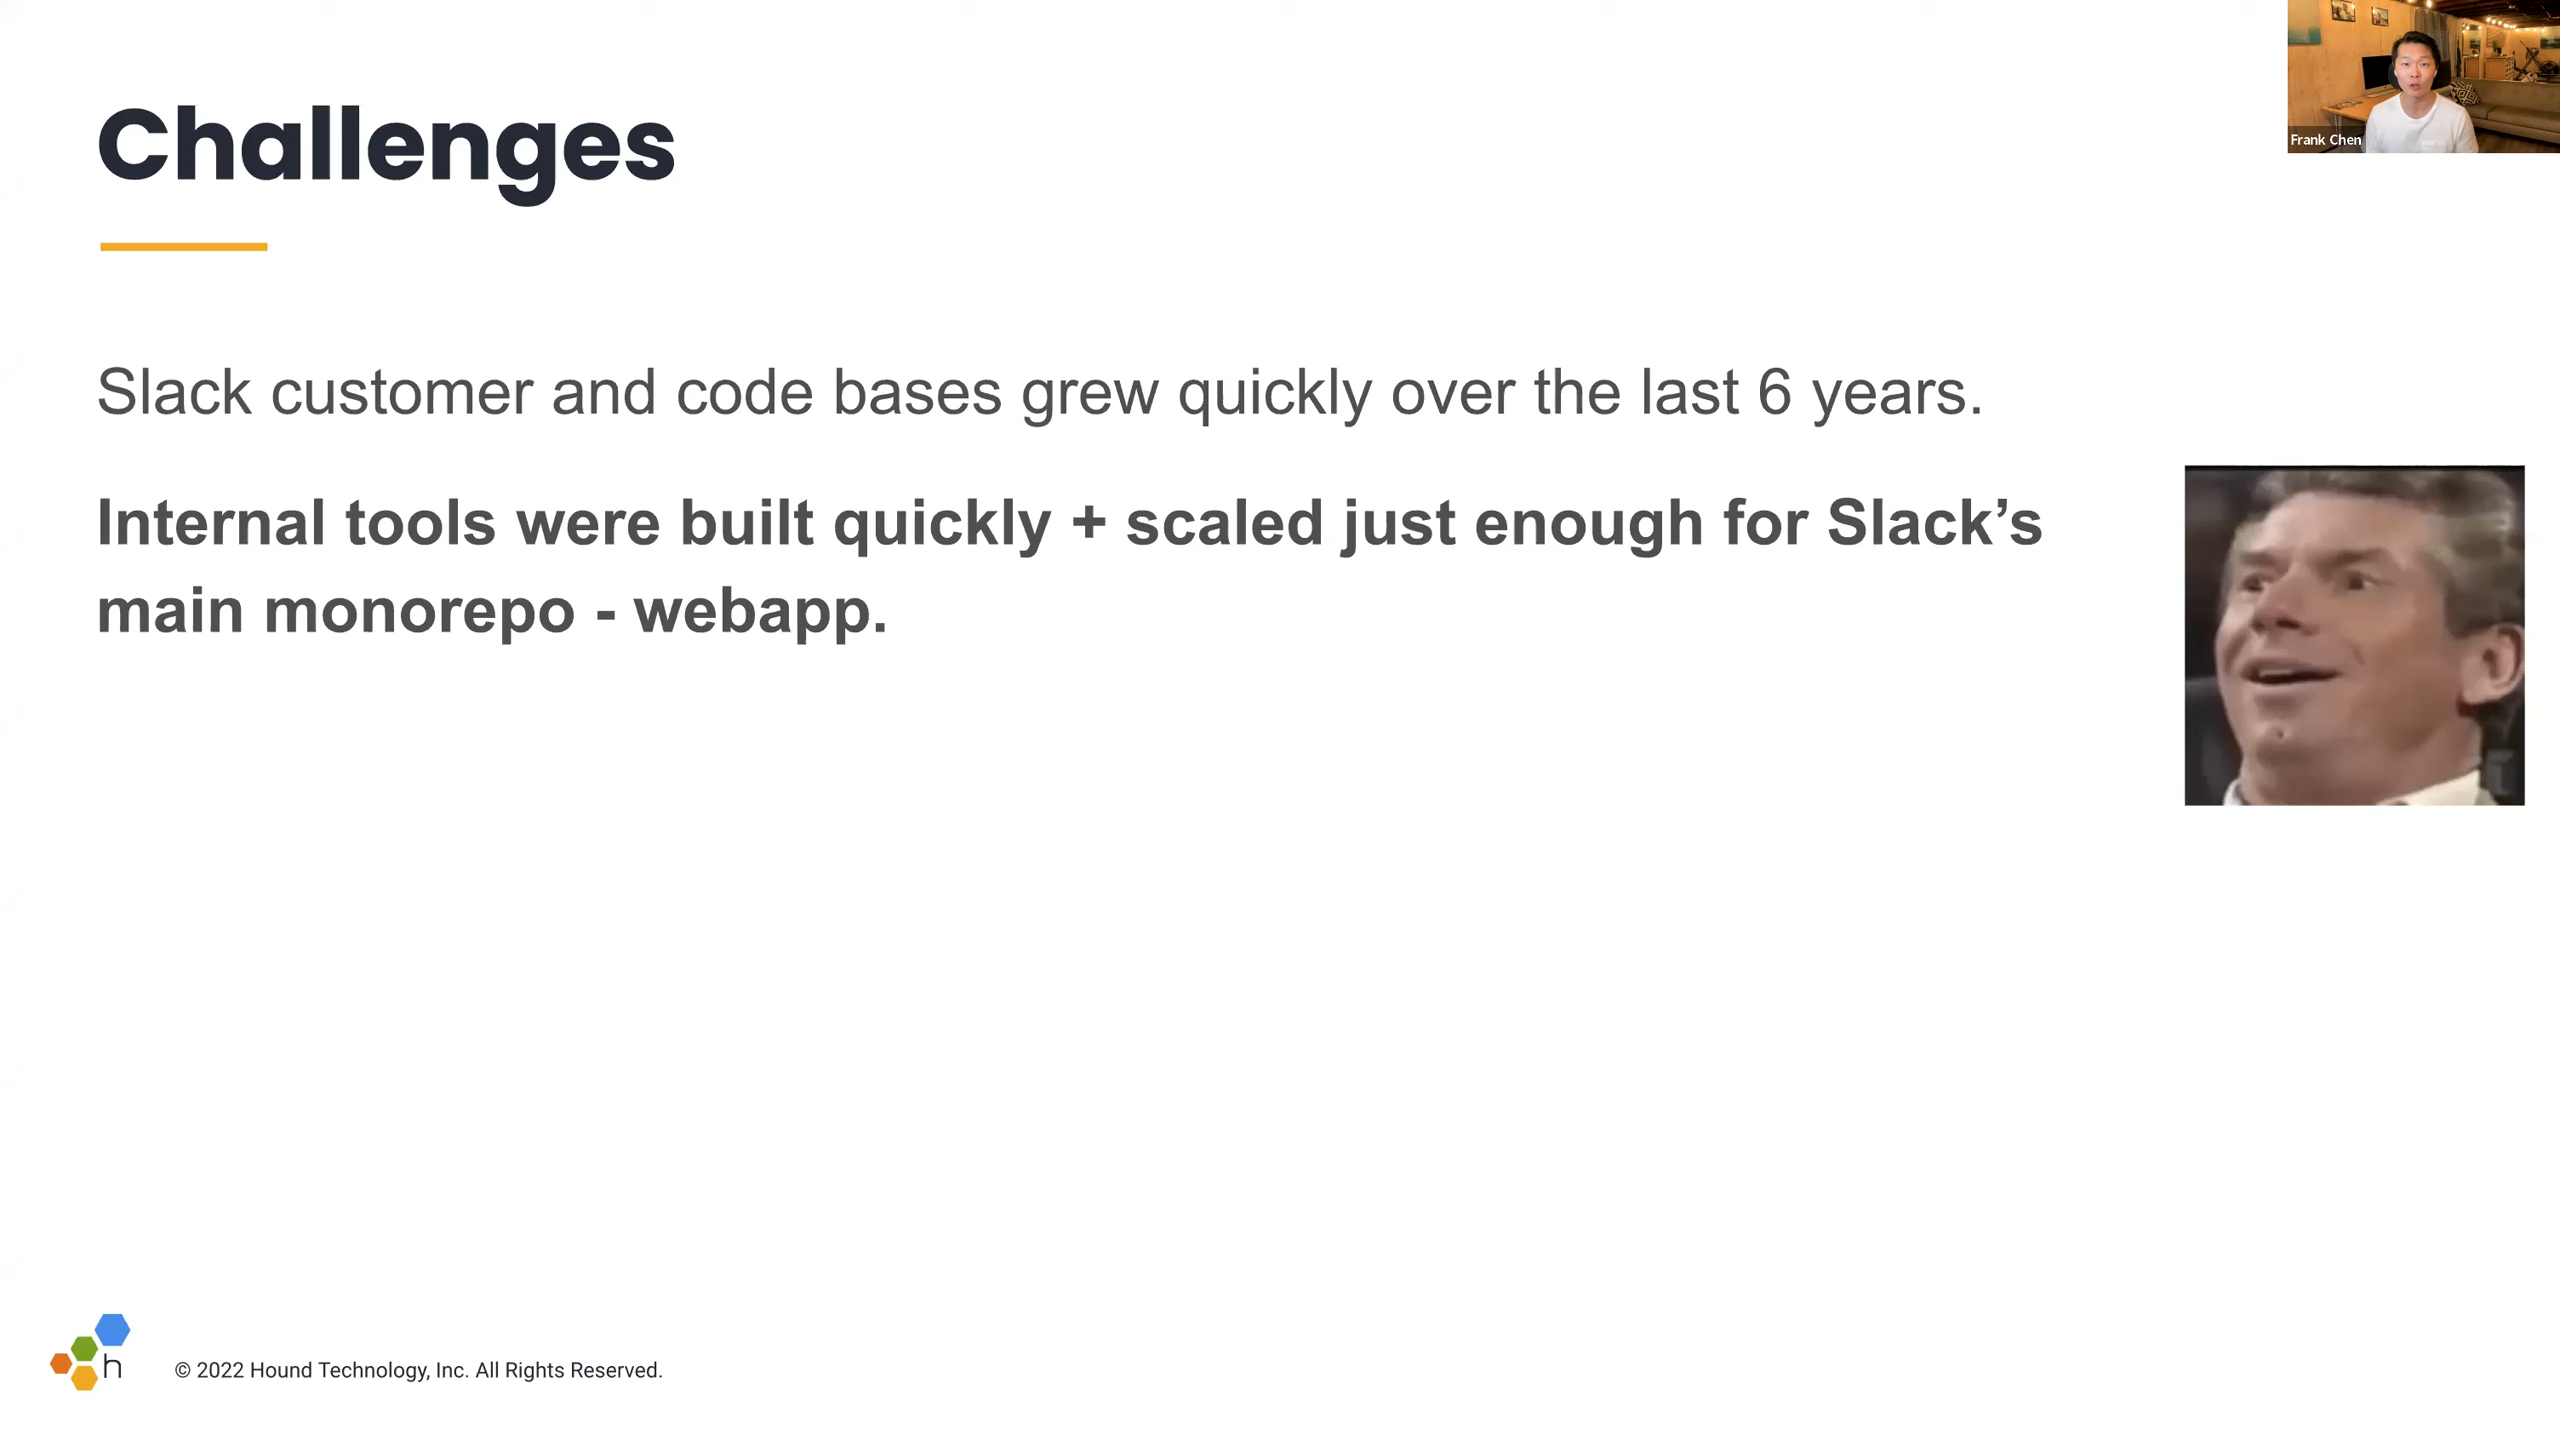 Challenges
Frank Chen
Slack customer and code bases grew quickly over the last 6 years.
Internal tools were built quickly + scaled just enough for Slack’s
main monorepo - webapp.
h
© 2022 Hound Technology, Inc. All Rights Reserved.